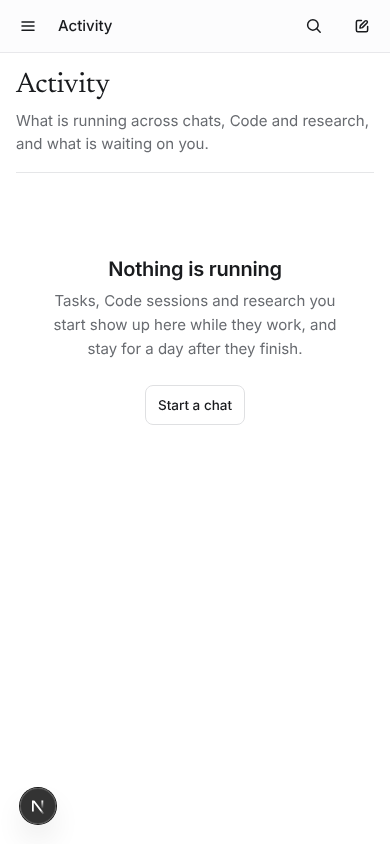 Activity
Activity
What is running across chats, Code and research,
and what is waiting on you.
Nothing is running
Tasks, Code sessions and research you
start show up here while they work, and
stay for a day after they finish.
Start a chat
N